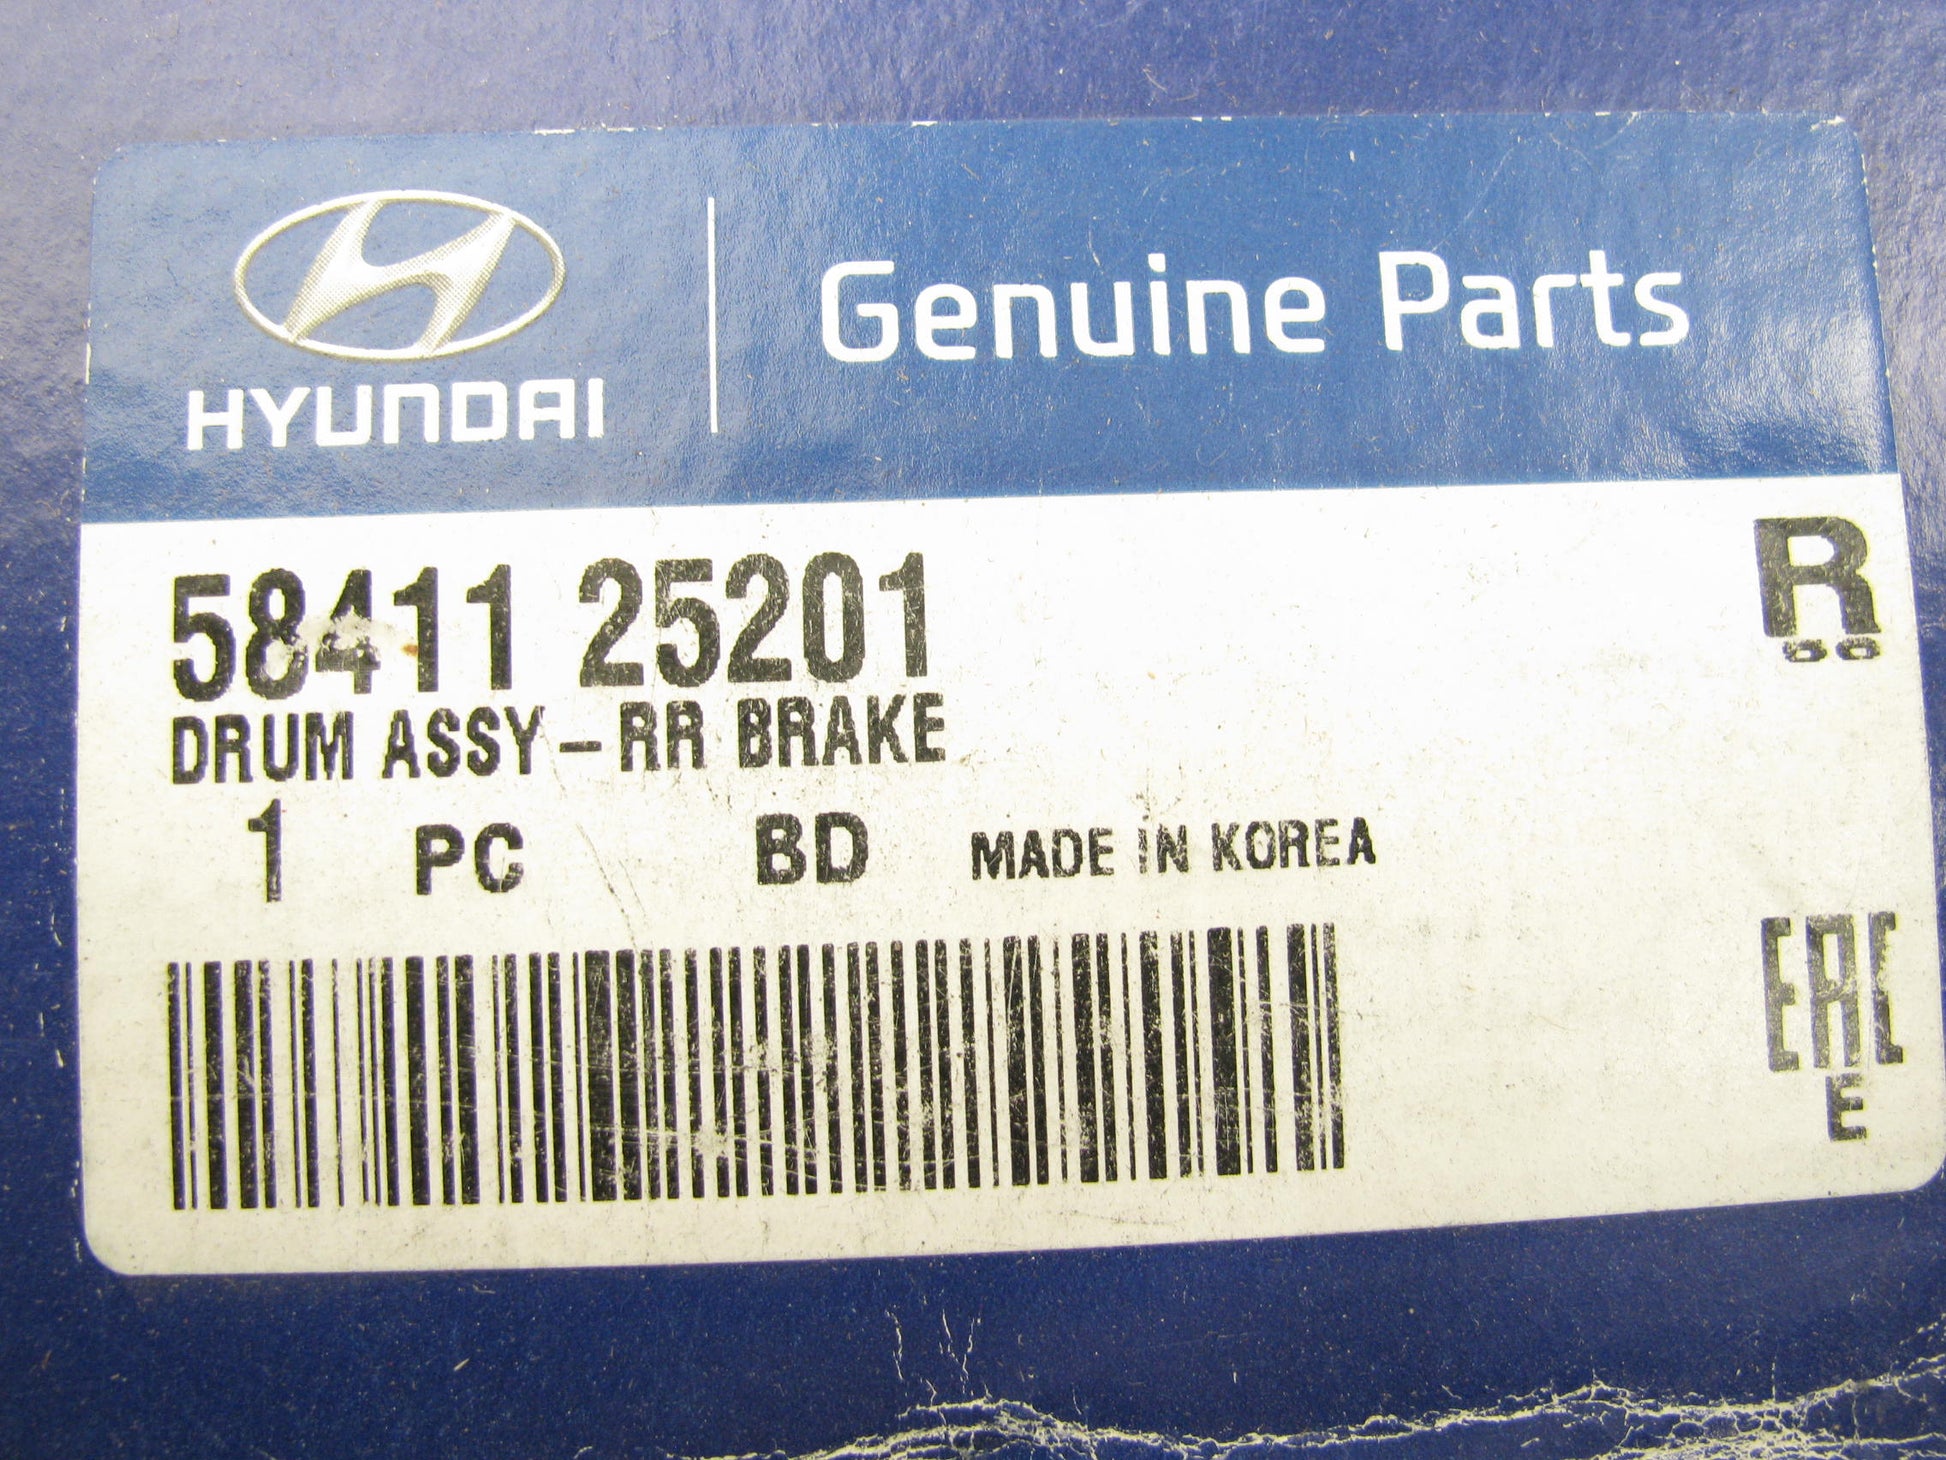 HYUNDAI
Genuine Parts
58411 25201
R
DRUM ASSY-RR BRAKE
1 PC BD MADE IN KOREA
EAC
E